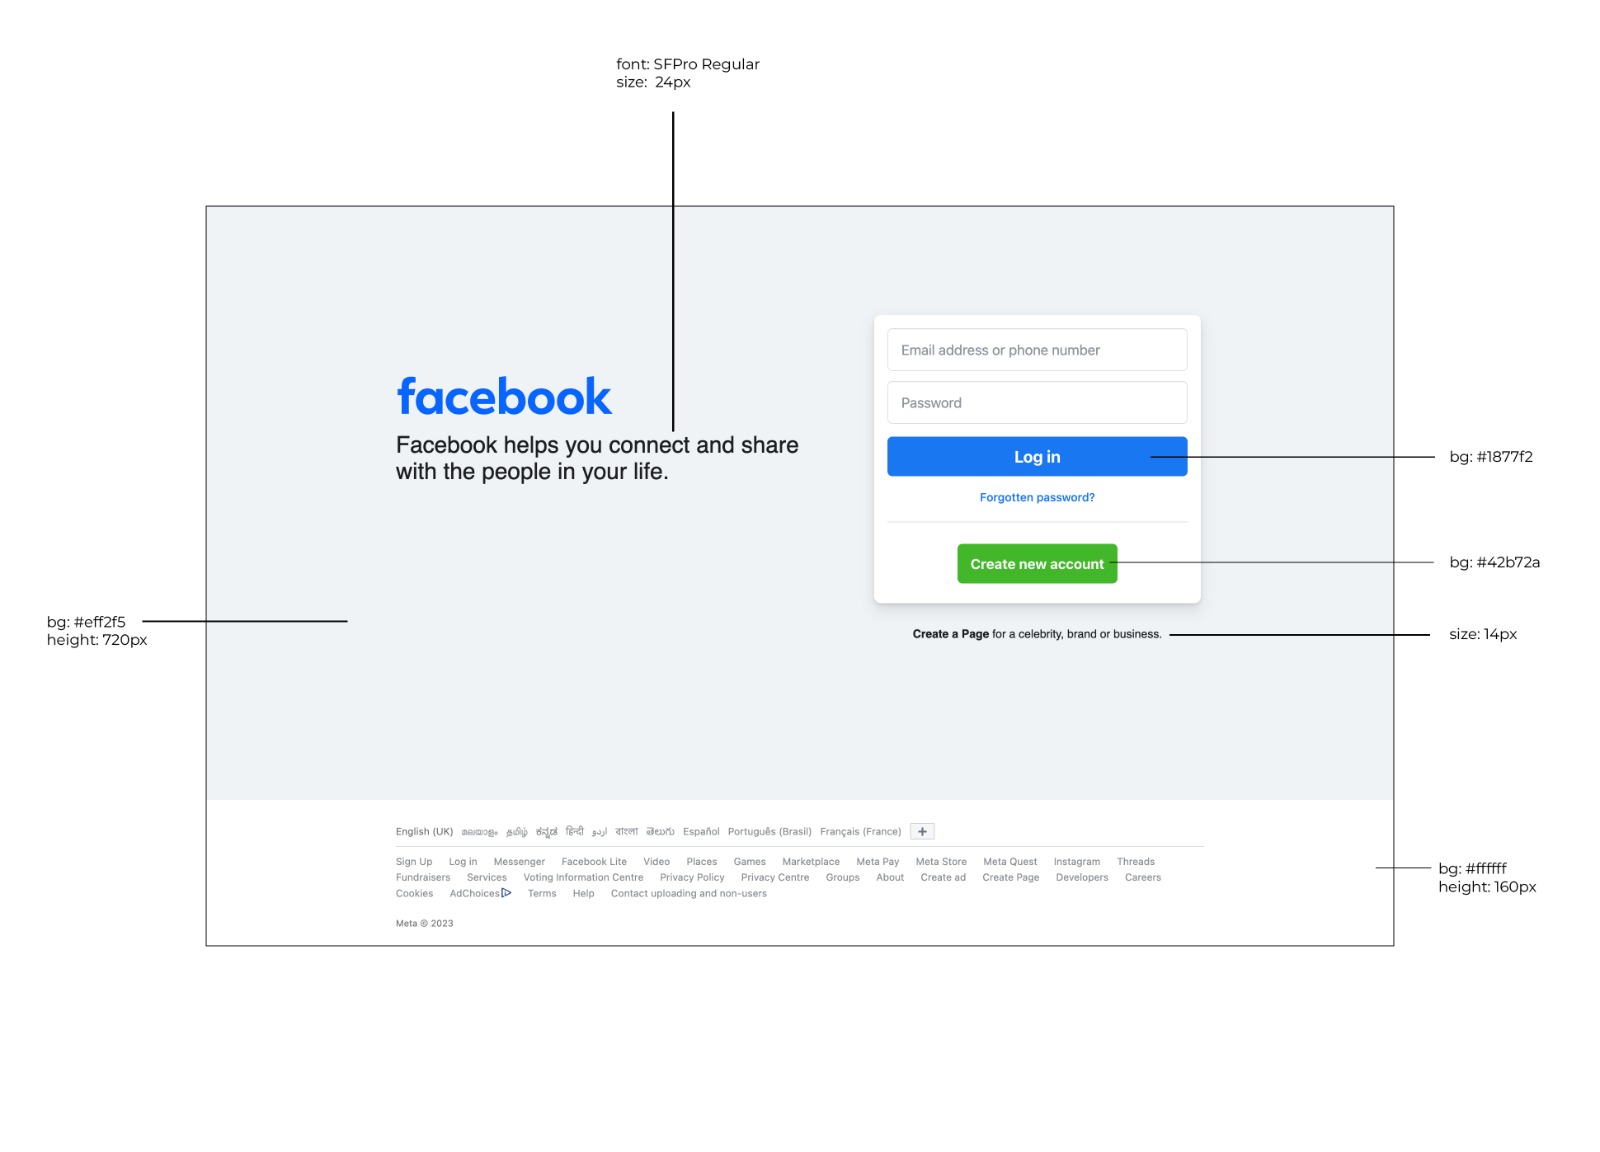 font: SFPro Regular
size: 24px
facebook
Facebook helps you connect and share
with the people in your life.
Email address or phone number
Password
Log in
Forgotten password?
Create new account
Create a Page for a celebrity, brand or business.
bg: #1877f2
bg: #42b72a
size: 14px
bg: #eff2f5
height: 720px
English (UK) മലയാളം தமிழ் ಕನ್ನಡ हिन्दी اردو বাংলা తెలుగు Español Português (Brasil) Français (France) +
Sign Up Log in Messenger Facebook Lite Video Places Games Marketplace Meta Pay Meta Store Meta Quest Instagram Threads
Fundraisers Services Voting Information Centre Privacy Policy Privacy Centre Groups About Create ad Create Page Developers Careers
Cookies AdChoices Terms Help Contact uploading and non-users
Meta © 2023
bg: #ffffff
height: 160px